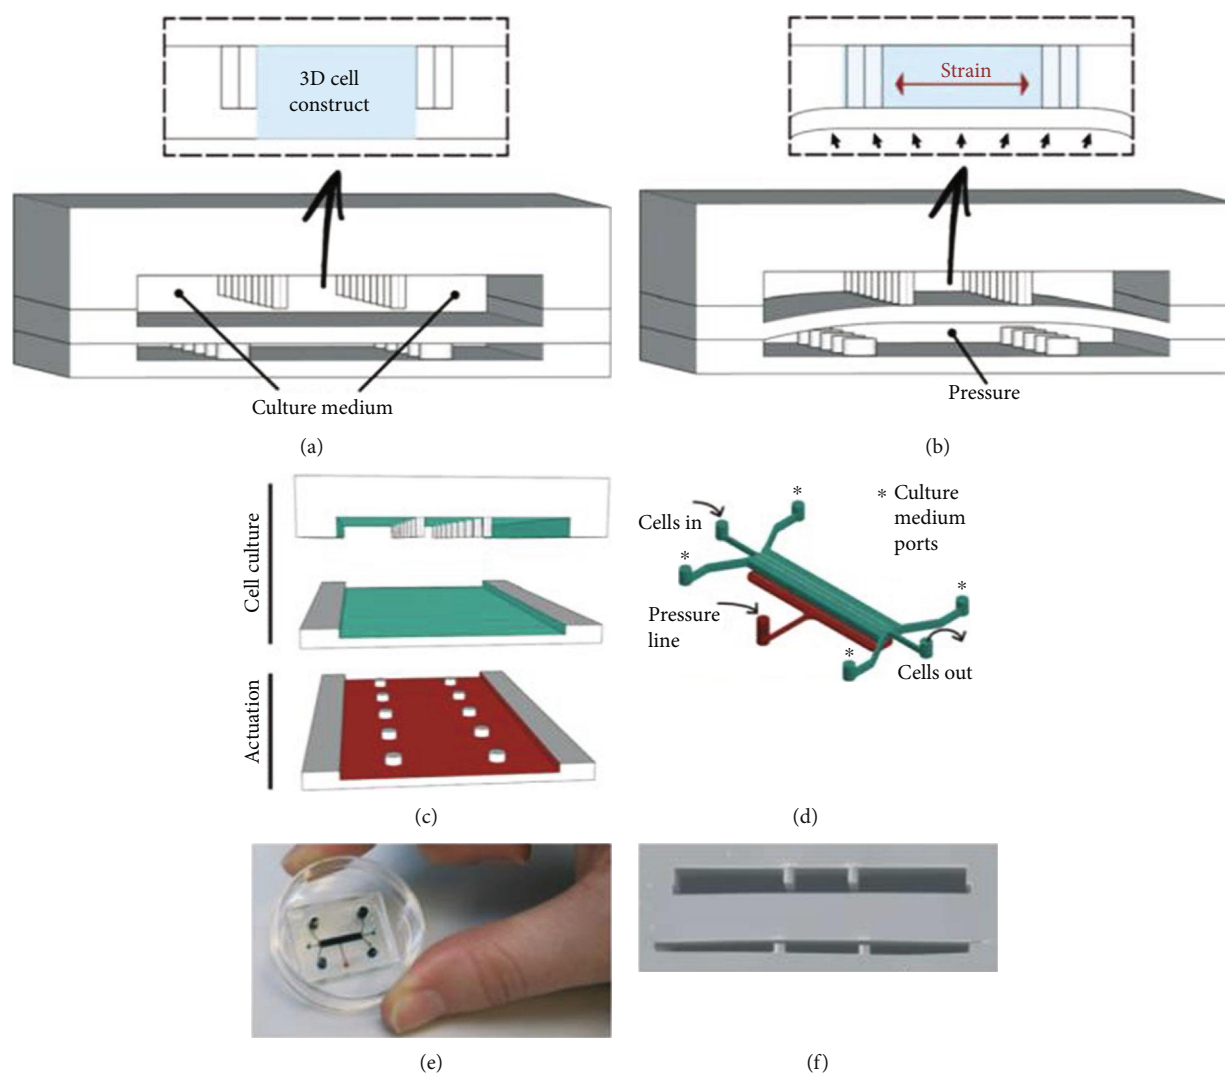 3D cell
construct
Strain
Culture medium
Pressure
(a)
(b)
Cell culture
Actuation
Cells in
*
* Culture
medium
ports
*
*
Pressure
line
*
Cells out
(c)
(d)
(e)
(f)